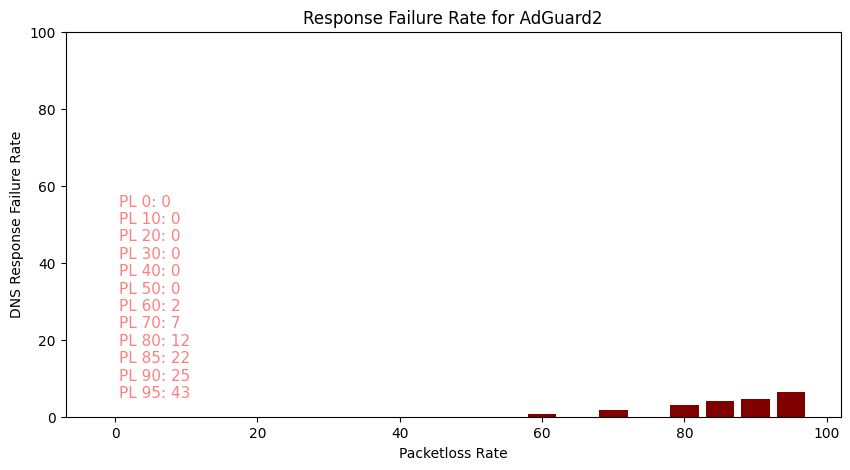 Response Failure Rate for AdGuard2
100
80
60
40
20
0
DNS Response Failure Rate
PL 0: 0
PL 10: 0
PL 20: 0
PL 30: 0
PL 40: 0
PL 50: 0
PL 60: 2
PL 70: 7
PL 80: 12
PL 85: 22
PL 90: 25
PL 95: 43
0 20 40 60 80 100
Packetloss Rate